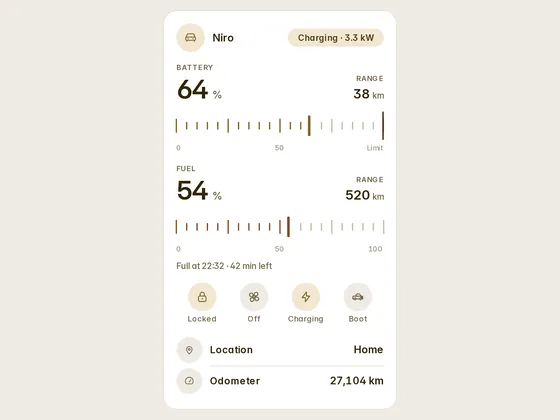 Niro
Charging · 3.3 kW
BATTERY
64 %
RANGE
38 km
0 50 Limit
FUEL
54 %
RANGE
520 km
0 50 100
Full at 22:32 · 42 min left
Locked Off Charging Boot
Location Home
Odometer 27,104 km